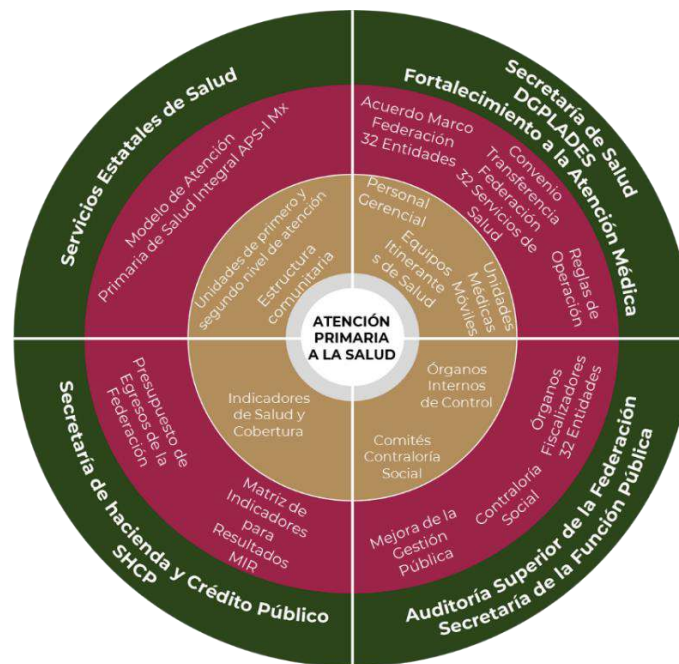 Servicios Estatales de Salud
Modelo de Atención
Primaria de Salud Integral APS-I Mx
Unidades de primero y
segundo nivel de atención
Estructura
comunitaria
Secretaría de Salud
DGPLADES
Fortalecimiento a la Atención Médica
Acuerdo Marco
Federación
32 Entidades
Convenio
Transferencia
Federación
32 Servicios de
Salud
Reglas de
Operación
Personal
Gerencial
Equipos
Itinerante
s de Salud
Unidades
Médicas
Móviles
ATENCIÓN
PRIMARIA
A LA SALUD
Indicadores
de Salud y
Cobertura
Presupuesto de
Egresos de la
Federación
Matriz de
Indicadores
para
Resultados
MIR
Secretaría de hacienda y Crédito Público
SHCP
Órganos
Internos
de Control
Comités
Contraloría
Social
Órganos
Fiscalizadores
32 Entidades
Contraloría
Social
Mejora de la
Gestión
Pública
Auditoría Superior de la Federación
Secretaría de la Función Pública